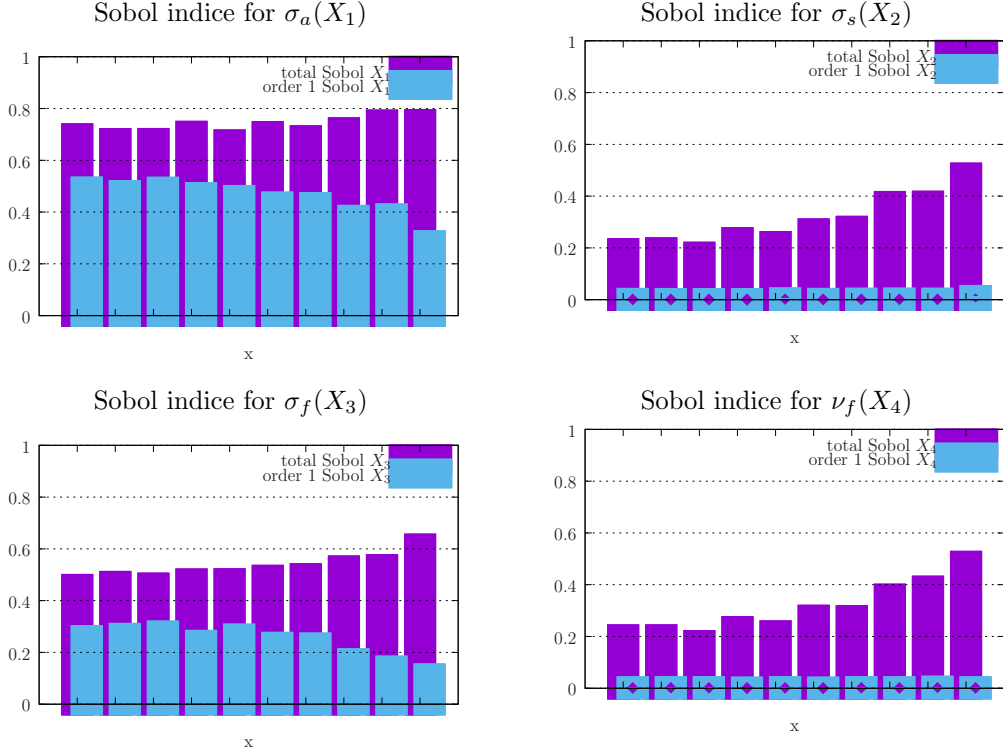 Sobol indice for σ_a(X_1)
1
0.8
0.6
0.4
0.2
0
total Sobol X_1
order 1 Sobol X_1
x
Sobol indice for σ_s(X_2)
1
0.8
0.6
0.4
0.2
0
total Sobol X_2
order 1 Sobol X_2
x
Sobol indice for σ_f(X_3)
1
0.8
0.6
0.4
0.2
0
total Sobol X_3
order 1 Sobol X_3
x
Sobol indice for ν_f(X_4)
1
0.8
0.6
0.4
0.2
0
total Sobol X_4
order 1 Sobol X_4
x